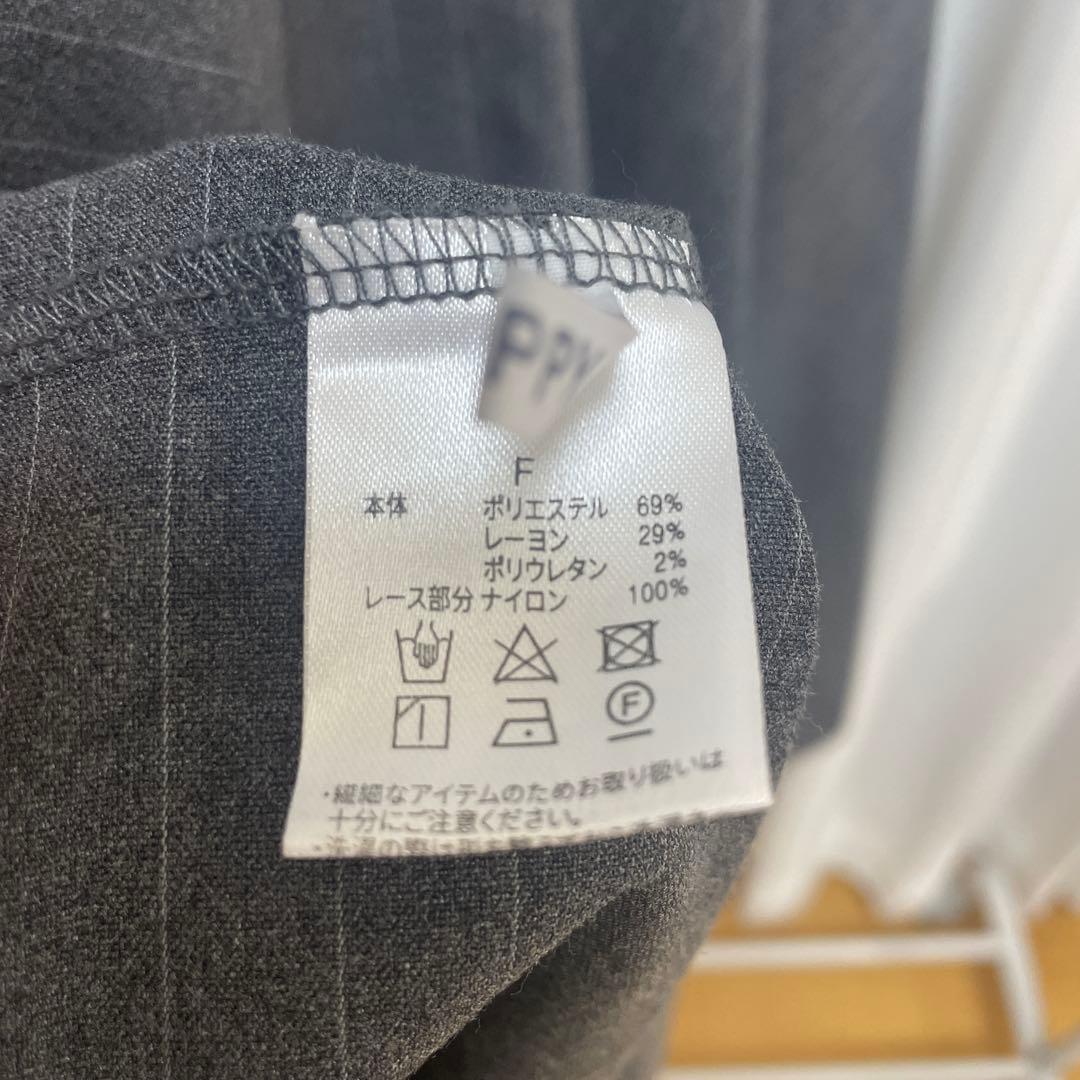 PPY
F
本体 ポリエステル 69%
レーヨン 29%
ポリウレタン 2%
レース部分 ナイロン 100%
F
・繊細なアイテムのためお取り扱いは
十分にご注意ください。